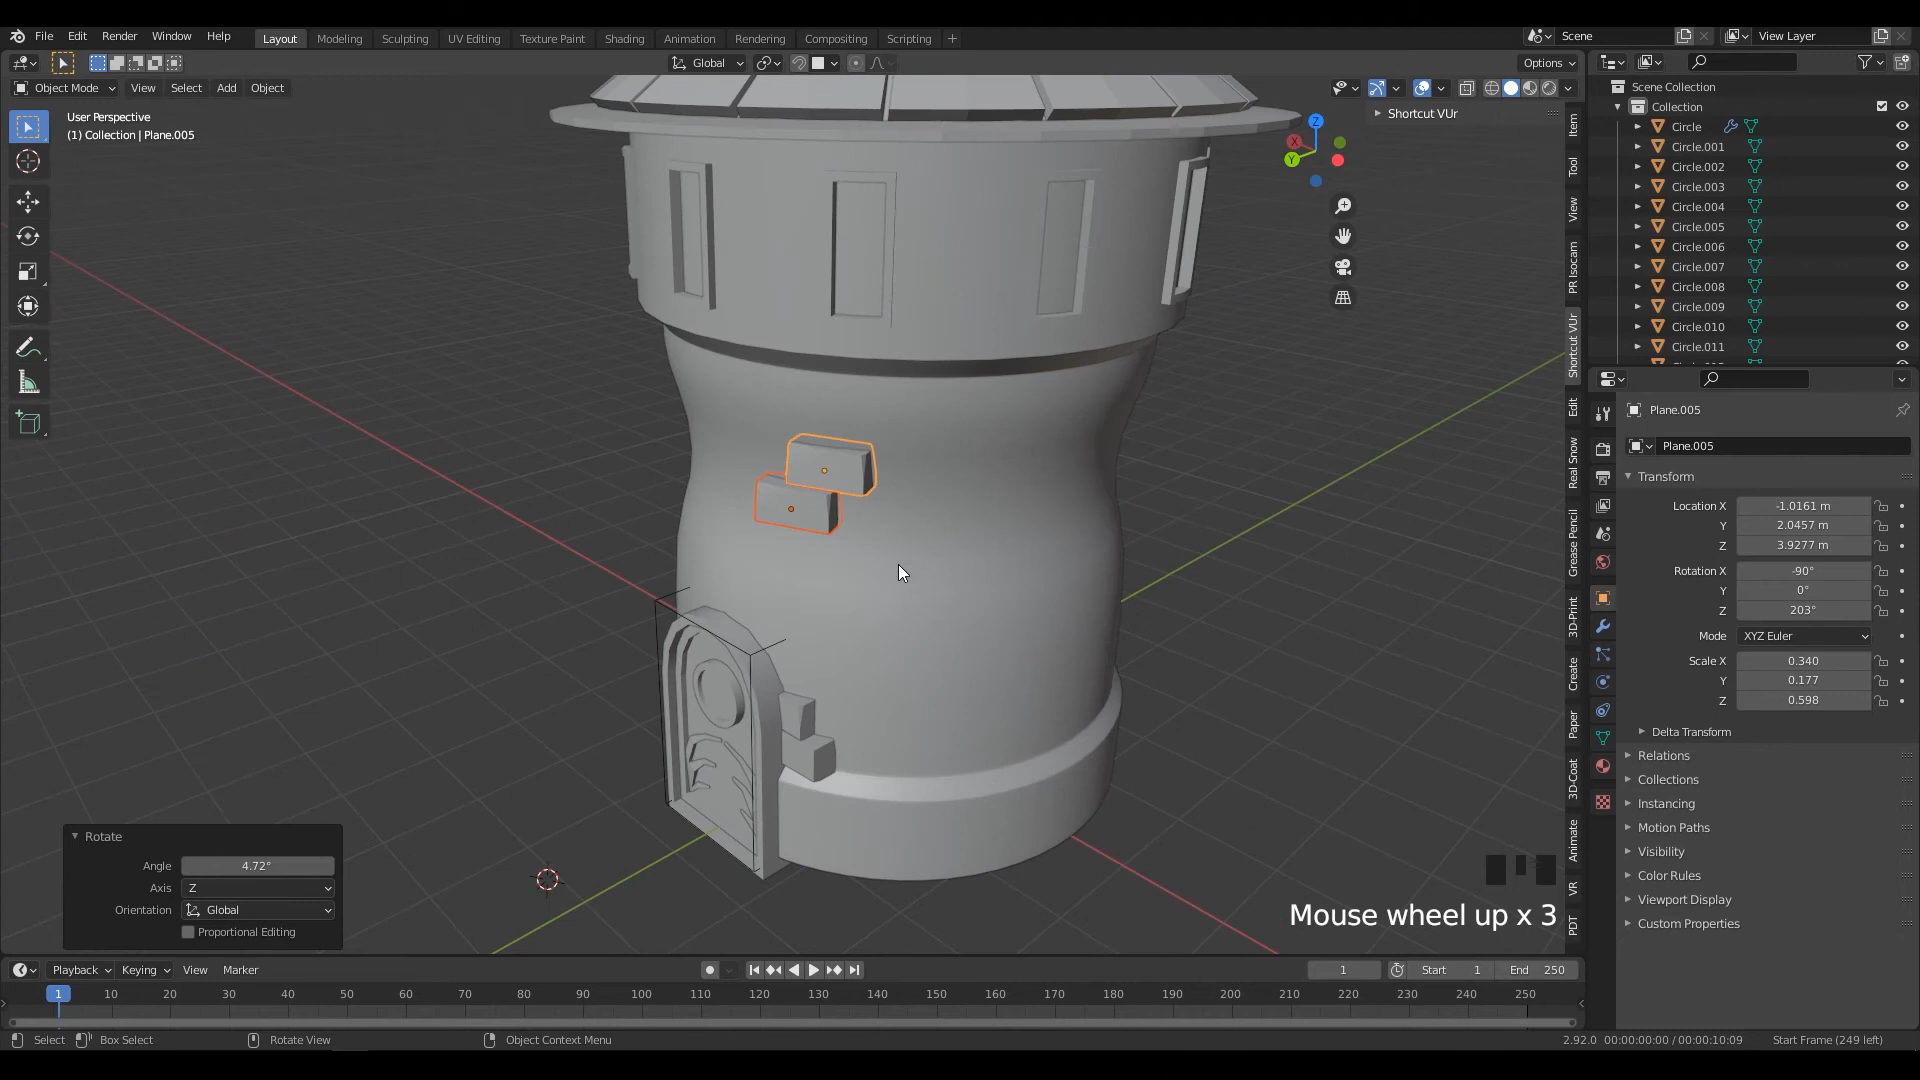 File Edit Render Window Help
Layout Modeling Sculpting UV Editing Texture Paint Shading Animation Rendering Compositing Scripting +
Scene
View Layer
Global
Options
Object Mode View Select Add Object
User Perspective
(1) Collection | Plane.005
Shortcut VUr
Z
X
Y
Item
Tool
View
PR Isocam
Shortcut VUr
Edit
Real Snow
Grease Pencil
3D-Print
Create
Paper
3D-Coat
Animate
VR
PDT
Scene Collection
Collection
Circle
Circle.001
Circle.002
Circle.003
Circle.004
Circle.005
Circle.006
Circle.007
Circle.008
Circle.009
Circle.010
Circle.011
Plane.005
Plane.005
Transform
Location X -1.0161 m
Y 2.0457 m
Z 3.9277 m
Rotation X -90°
Y 0°
Z 203°
Mode XYZ Euler
Scale X 0.340
Y 0.177
Z 0.598
Delta Transform
Relations
Collections
Instancing
Motion Paths
Visibility
Color Rules
Viewport Display
Custom Properties
Rotate
Angle 4.72°
Axis Z
Orientation Global
Proportional Editing
Mouse wheel up x 3
Playback Keying View Marker
1 Start 1 End 250
1 10 20 30 40 50 60 70 80 90 100 110 120 130 140 150 160 170 180 190 200 210 220 230 240 250
Select Box Select Rotate View Object Context Menu
2.92.0 00:00:00:00 / 00:00:10:09 Start Frame (249 left)